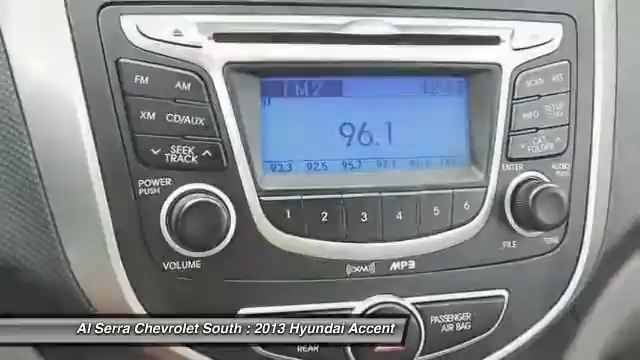 FM AM
SCAN
XM CD/AUX
INFO SETUP
FM2
96.1
SEEK
TRACK
CAT
FOLDER
93.3 92.5 95.7
POWER
PUSH
ENTER
AUDIO
PUSH
1 2 3 4 5 6
VOLUME
FILE TUNE
XM MP3
PASSENGER
AIR BAG
Al Serra Chevrolet South : 2013 Hyundai Accent
REAR